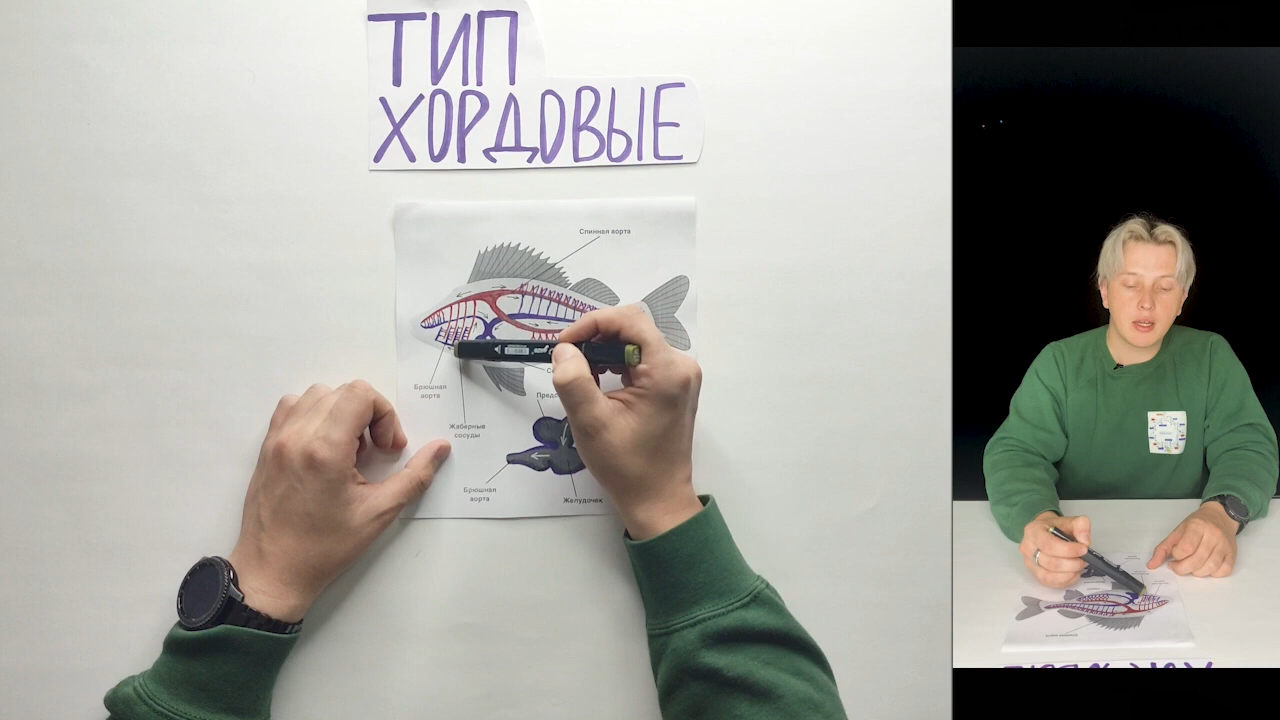 ТИП
ХОРДОВЫЕ
Спинная аорта
Брюшная
аорта
Жаберные
сосуды
Брюшная
аорта
Желудочек